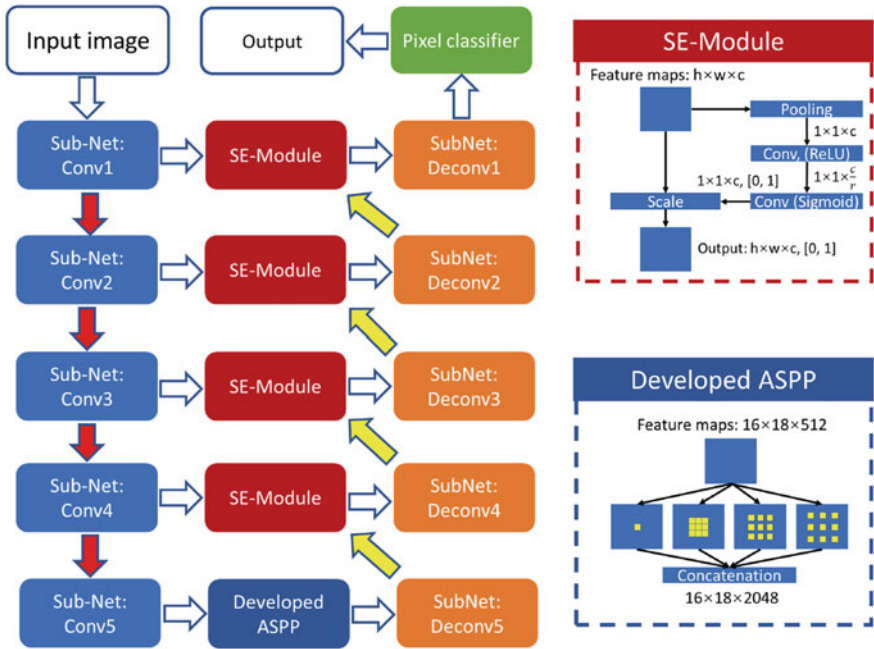 Input image
Output
Pixel classifier
Sub-Net:
Conv1
SE-Module
SubNet:
Deconv1
Sub-Net:
Conv2
SE-Module
SubNet:
Deconv2
Sub-Net:
Conv3
SE-Module
SubNet:
Deconv3
Sub-Net:
Conv4
SE-Module
SubNet:
Deconv4
Sub-Net:
Conv5
Developed
ASPP
SubNet:
Deconv5
SE-Module
Feature maps: h×w×c
Pooling
1×1×c
Conv, (ReLU)
1×1×c/r
1×1×c, [0, 1]
Scale
Conv (Sigmoid)
Output: h×w×c, [0, 1]
Developed ASPP
Feature maps: 16×18×512
Concatenation
16×18×2048